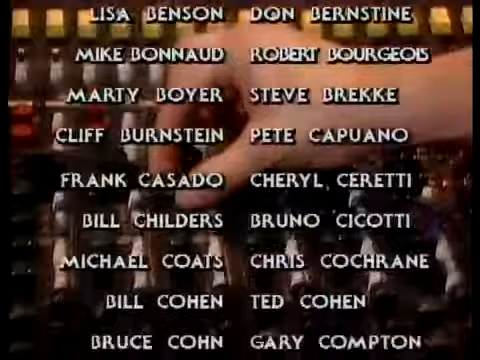 LISA BENSON DON BERNSTINE
MIKE BONNAUD ROBERT BOURGEOIS
MARTY BOYER STEVE BREKKE
CLIFF BURNSTEIN PETE CAPUANO
FRANK CASADO CHERYL CERETTI
BILL CHILDERS BRUNO CICOTTI
MICHAEL COATS CHRIS COCHRANE
BILL COHEN TED COHEN
BRUCE COHN GARY COMPTON